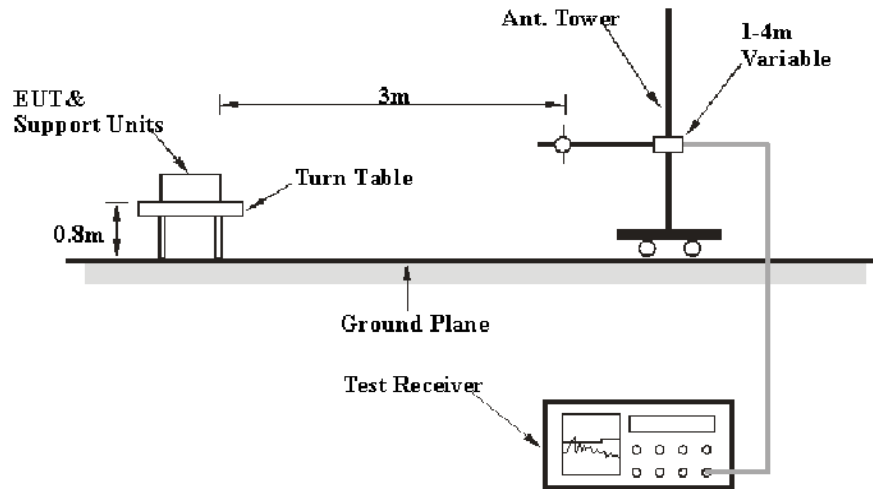 Ant. Tower
1-4m
Variable
3m
EUT&
Support Units
Turn Table
0.8m
Ground Plane
Test Receiver